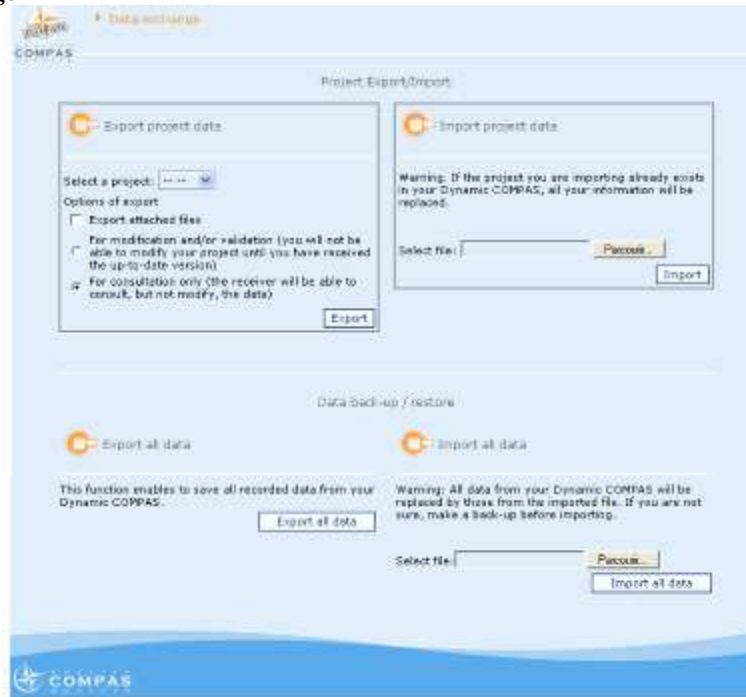 Data exchange
COMPAS
Project Export/Import
Export project data
Select a project: -- --
Options of export
Export attached files
For modification and/or validation (you will not be
able to modify your project until you have received
the up-to-date version)
For consultation only (the receiver will be able to
consult, but not modify, the data)
Export
Import project data
Warning: If the project you are importing already exists
in your Dynamic COMPAS, all your information will be
replaced.
Select file:
Parcourir...
Import
Data back-up / restore
Export all data
This function enables to save all recorded data from your
Dynamic COMPAS.
Export all data
Import all data
Warning: All data from your Dynamic COMPAS will be
replaced by those from the imported file. If you are not
sure, make a back-up before importing.
Select file:
Parcourir...
Import all data
COMPAS